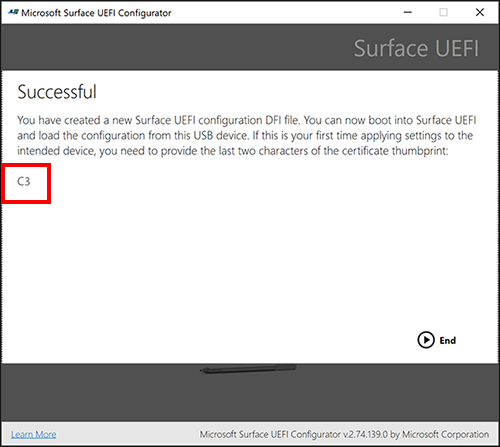 Microsoft Surface UEFI Configurator
Surface UEFI
Successful
You have created a new Surface UEFI configuration DFI file. You can now boot into Surface UEFI
and load the configuration from this USB device. If this is your first time applying settings to the
intended device, you need to provide the last two characters of the certificate thumbprint:
C3
End
Learn More
Microsoft Surface UEFI Configurator v.2.74.139.0 by Microsoft Corporation